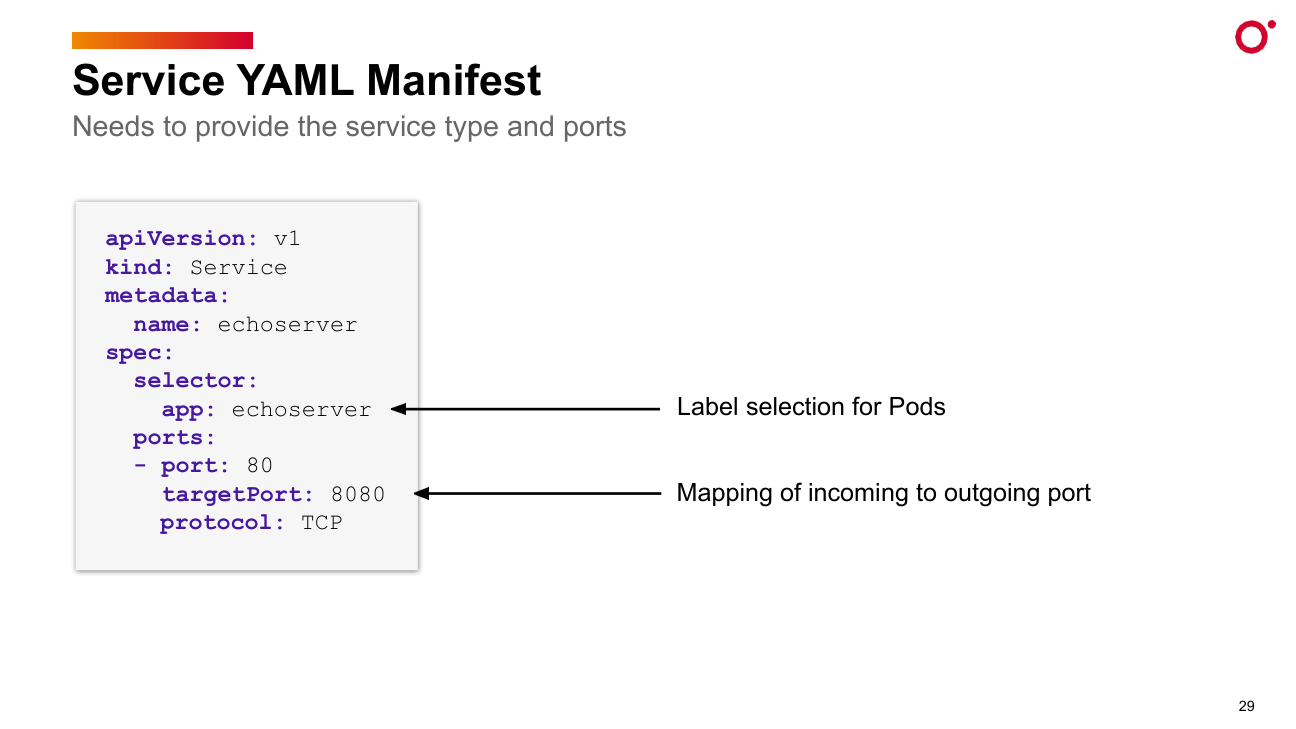 Service YAML Manifest
Needs to provide the service type and ports
apiVersion: v1
kind: Service
metadata:
  name: echoserver
spec:
  selector:
    app: echoserver
  ports:
  - port: 80
    targetPort: 8080
    protocol: TCP
Label selection for Pods
Mapping of incoming to outgoing port
29